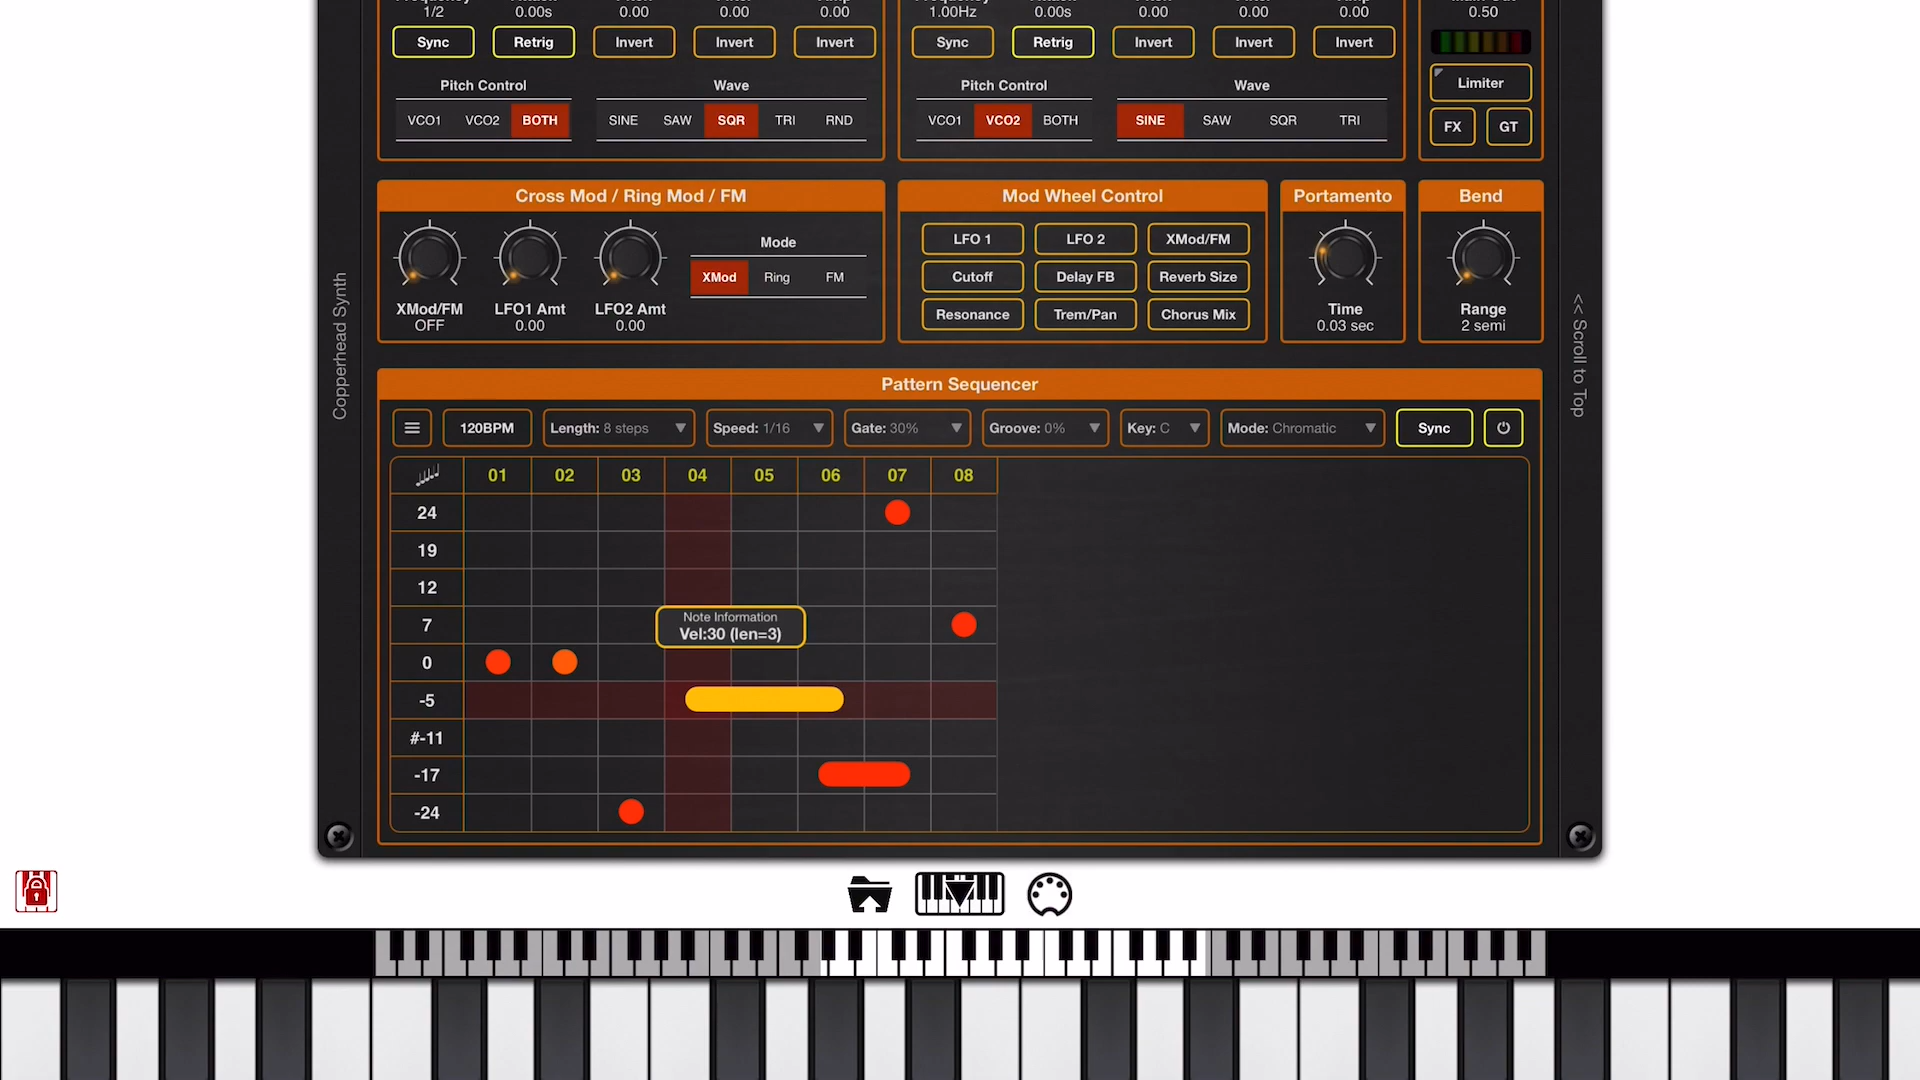 1/2 0.00s 0.00 0.00 0.00 1.00Hz 0.00s 0.00 0.00 0.00 0.50
Sync Retrig Invert Invert Invert Sync Retrig Invert Invert Invert
Limiter
Pitch Control Wave Pitch Control Wave
VCO1 VCO2 BOTH SINE SAW SQR TRI RND VCO1 VCO2 BOTH SINE SAW SQR TRI
FX GT
Cross Mod / Ring Mod / FM Mod Wheel Control Portamento Bend
Mode
LFO 1 LFO 2 XMod/FM
XMod Ring FM
Cutoff Delay FB Reverb Size
XMod/FM LFO1 Amt LFO2 Amt Resonance Trem/Pan Chorus Mix Time Range
OFF 0.00 0.00 0.03 sec 2 semi
Copperhead Synth
<< Scroll to Top
Pattern Sequencer
120BPM Length: 8 steps Speed: 1/16 Gate: 30% Groove: 0% Key: C Mode: Chromatic Sync
01 02 03 04 05 06 07 08
24
19
12
7
Note Information
Vel:30 (len=3)
0
-5
#-11
-17
-24